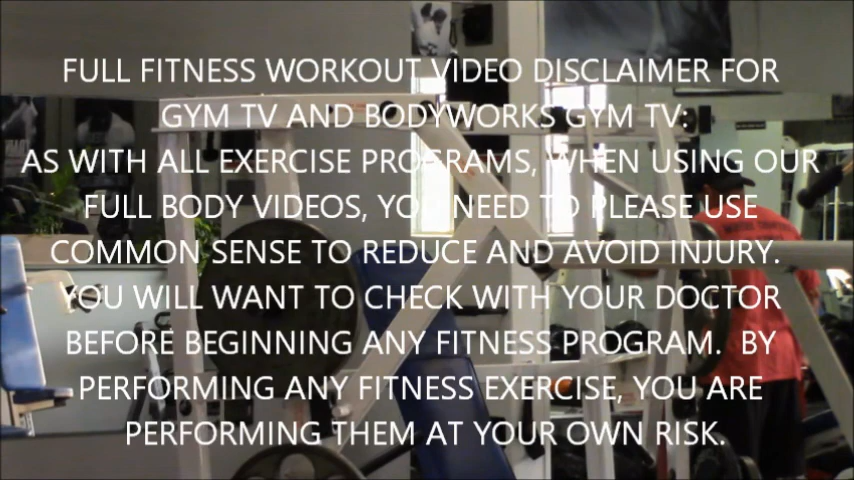 FULL FITNESS WORKOUT VIDEO DISCLAIMER FOR
GYM TV AND BODYWORKS GYM TV:
AS WITH ALL EXERCISE PROGRAMS, WHEN USING OUR
FULL BODY VIDEOS, YOU NEED TO PLEASE USE
COMMON SENSE TO REDUCE AND AVOID INJURY.
YOU WILL WANT TO CHECK WITH YOUR DOCTOR
BEFORE BEGINNING ANY FITNESS PROGRAM.  BY
PERFORMING ANY FITNESS EXERCISE, YOU ARE
PERFORMING THEM AT YOUR OWN RISK.